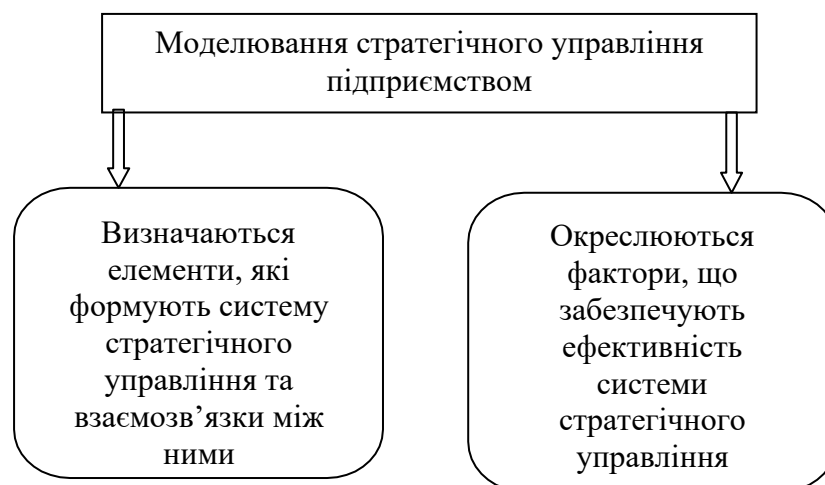 Моделювання стратегічного управління
підприємством
Визначаються
елементи, які
формують систему
стратегічного
управління та
взаємозв’язки між
ними
Окреслюються
фактори, що
забезпечують
ефективність
системи
стратегічного
управління